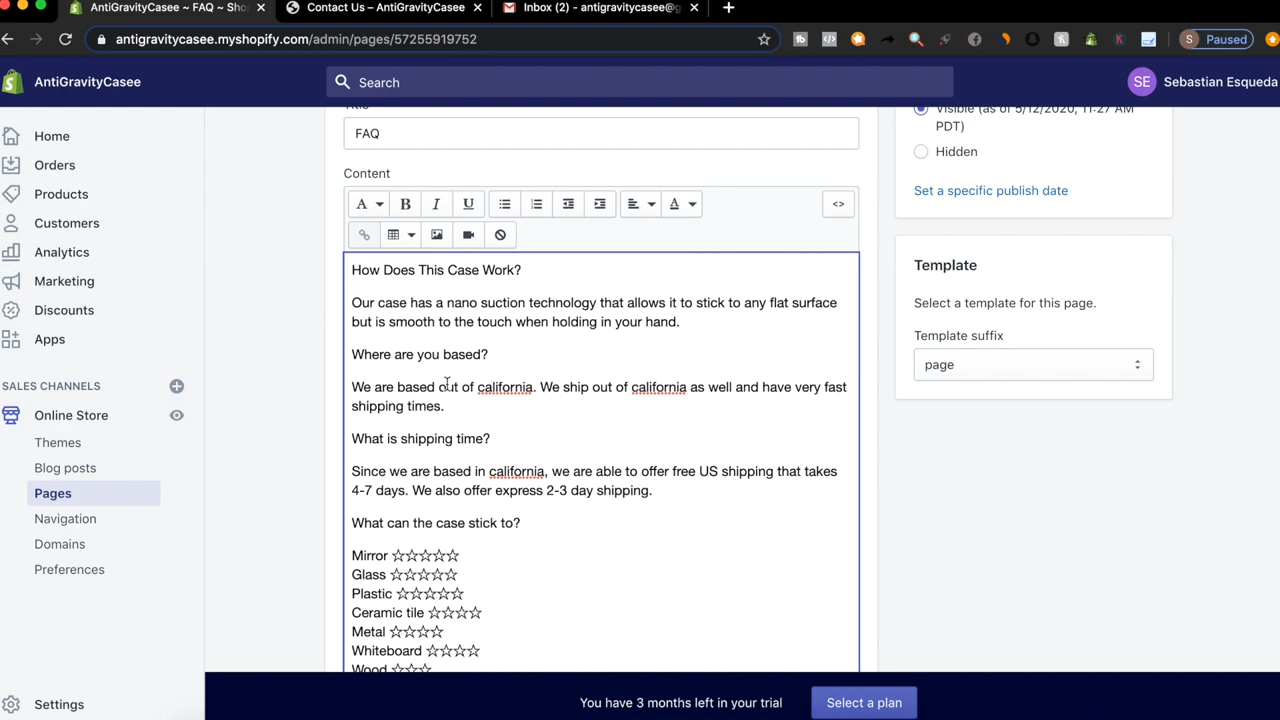 AntiGravityCasee ~ FAQ ~ Sho
Contact Us – AntiGravityCasee
Inbox (2) - antigravitycasee@g
antigravitycasee.myshopify.com/admin/pages/57255919752
S Paused
AntiGravityCasee
Search
SE Sebastian Esqueda
Home
Orders
Products
Customers
Analytics
Marketing
Discounts
Apps
SALES CHANNELS
Online Store
Themes
Blog posts
Pages
Navigation
Domains
Preferences
Settings
Title
FAQ
Content
A B I U A <>
How Does This Case Work?
Our case has a nano suction technology that allows it to stick to any flat surface
but is smooth to the touch when holding in your hand.
Where are you based?
We are based out of california. We ship out of california as well and have very fast
shipping times.
What is shipping time?
Since we are based in california, we are able to offer free US shipping that takes
4-7 days. We also offer express 2-3 day shipping.
What can the case stick to?
Mirror ☆☆☆☆☆
Glass ☆☆☆☆☆
Plastic ☆☆☆☆☆
Ceramic tile ☆☆☆☆
Metal ☆☆☆☆
Whiteboard ☆☆☆☆
Wood ☆☆☆
Visible (as of 5/12/2020, 11:27 AM
PDT)
Hidden
Set a specific publish date
Template
Select a template for this page.
Template suffix
page
You have 3 months left in your trial
Select a plan